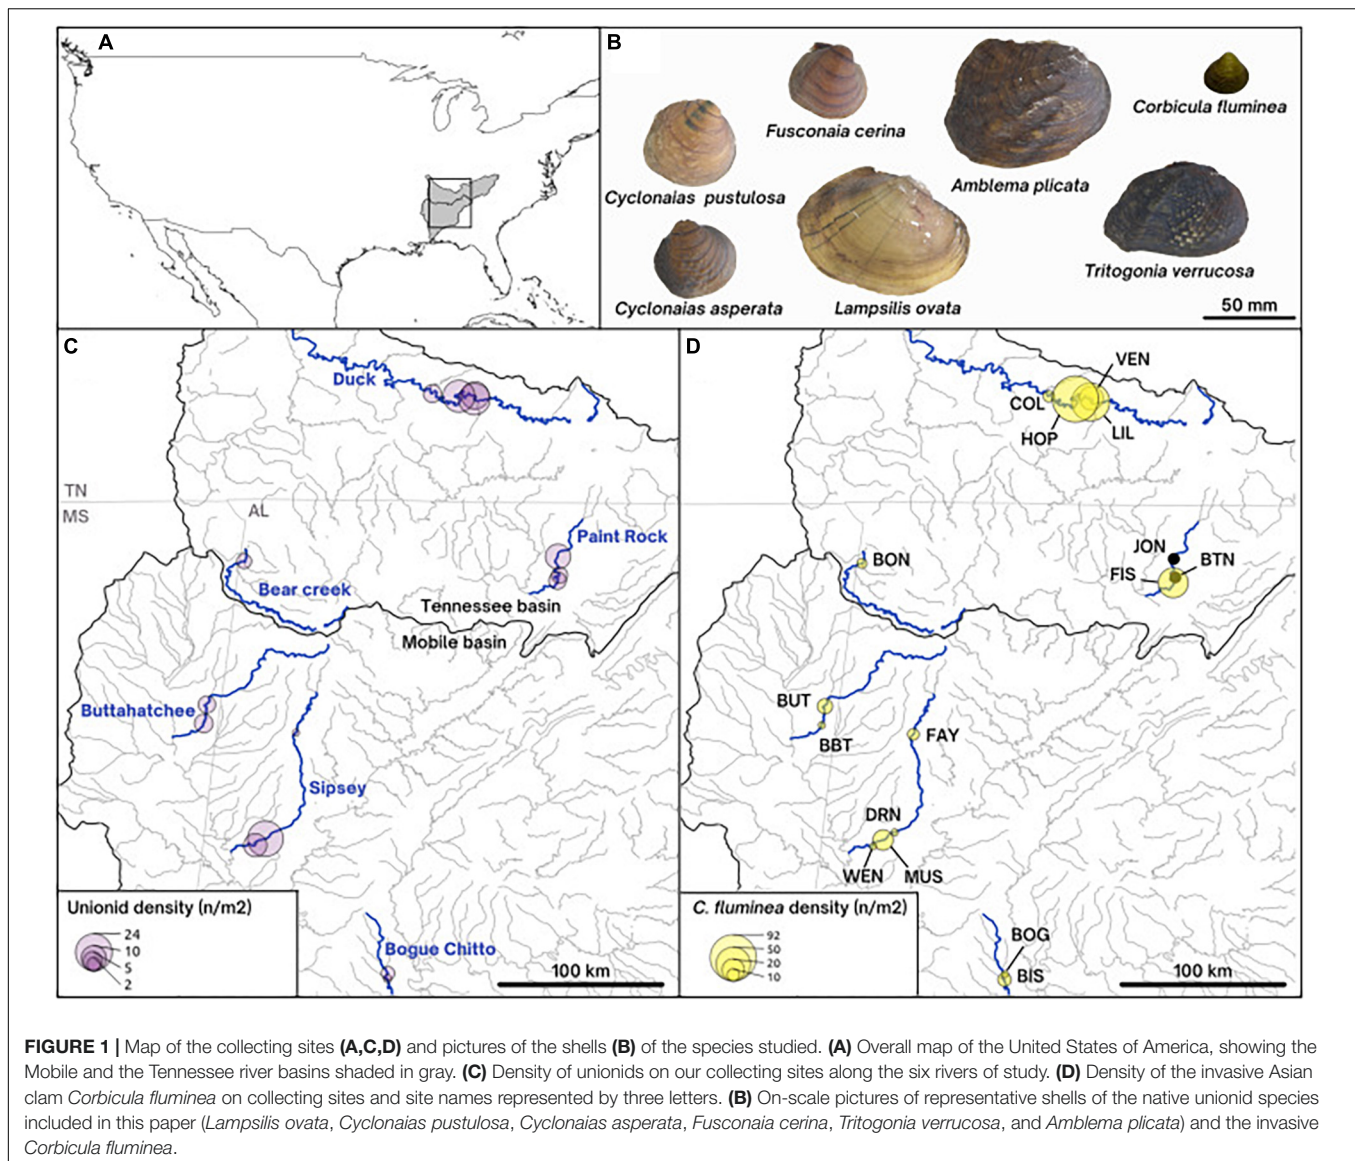 A
B
Fusconaia cerina
Corbicula fluminea
Cyclonaias pustulosa
Amblema plicata
Cyclonaias asperata
Lampsilis ovata
Tritogonia verrucosa
50 mm
C
Duck
TN
MS
AL
Paint Rock
Bear creek
Tennessee basin
Mobile basin
Buttahatchee
Sipsey
Bogue Chitto
Unionid density (n/m2)
24
10
5
2
100 km
D
VEN
COL
HOP
LIL
JON
BTN
FIS
BON
BUT
BBT
FAY
DRN
WEN
MUS
BOG
BIS
C. fluminea density (n/m2)
92
50
20
10
100 km
FIGURE 1 | Map of the collecting sites (A,C,D) and pictures of the shells (B) of the species studied. (A) Overall map of the United States of America, showing the
Mobile and the Tennessee river basins shaded in gray. (C) Density of unionids on our collecting sites along the six rivers of study. (D) Density of the invasive Asian
clam Corbicula fluminea on collecting sites and site names represented by three letters. (B) On-scale pictures of representative shells of the native unionid species
included in this paper (Lampsilis ovata, Cyclonaias pustulosa, Cyclonaias asperata, Fusconaia cerina, Tritogonia verrucosa, and Amblema plicata) and the invasive
Corbicula fluminea.